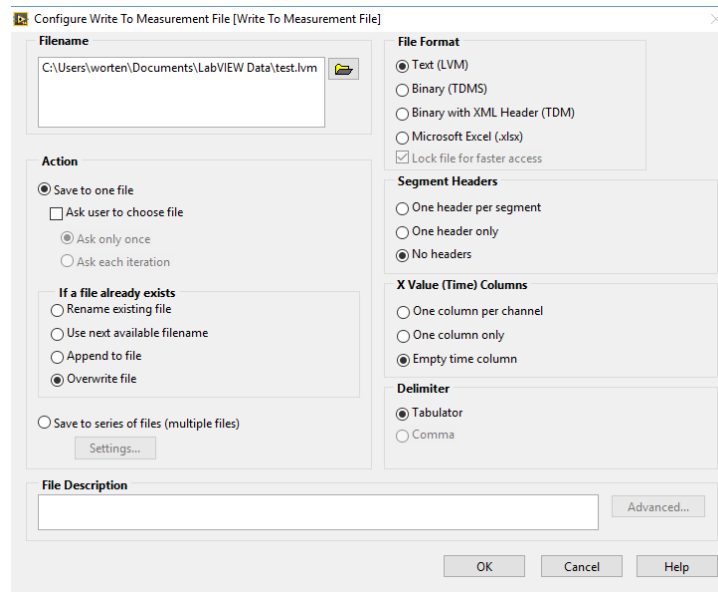 Configure Write To Measurement File [Write To Measurement File]
Filename
C:\Users\worten\Documents\LabVIEW Data\test.lvm
Action
Save to one file
Ask user to choose file
Ask only once
Ask each iteration
If a file already exists
Rename existing file
Use next available filename
Append to file
Overwrite file
Save to series of files (multiple files)
Settings...
File Format
Text (LVM)
Binary (TDMS)
Binary with XML Header (TDM)
Microsoft Excel (.xlsx)
Lock file for faster access
Segment Headers
One header per segment
One header only
No headers
X Value (Time) Columns
One column per channel
One column only
Empty time column
Delimiter
Tabulator
Comma
File Description
Advanced...
OK
Cancel
Help